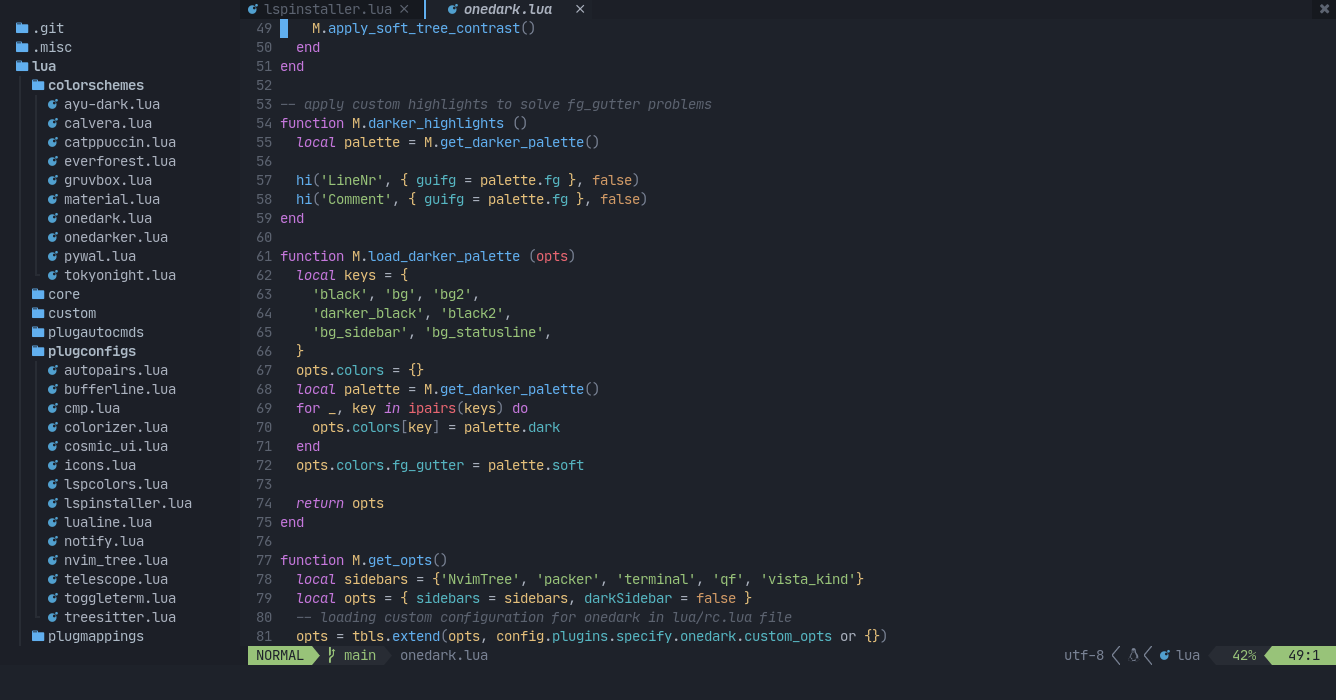 lspinstaller.lua ✕ onedark.lua ✕ ✖
.git
.misc
lua
colorschemes
ayu-dark.lua
calvera.lua
catppuccin.lua
everforest.lua
gruvbox.lua
material.lua
onedark.lua
onedarker.lua
pywal.lua
tokyonight.lua
core
custom
plugautocmds
plugconfigs
autopairs.lua
bufferline.lua
cmp.lua
colorizer.lua
cosmic_ui.lua
icons.lua
lspcolors.lua
lspinstaller.lua
lualine.lua
notify.lua
nvim_tree.lua
telescope.lua
toggleterm.lua
treesitter.lua
plugmappings
49     M.apply_soft_tree_contrast()
50   end
51 end
52
53 -- apply custom highlights to solve fg_gutter problems
54 function M.darker_highlights ()
55   local palette = M.get_darker_palette()
56
57   hi('LineNr', { guifg = palette.fg }, false)
58   hi('Comment', { guifg = palette.fg }, false)
59 end
60
61 function M.load_darker_palette (opts)
62   local keys = {
63     'black', 'bg', 'bg2',
64     'darker_black', 'black2',
65     'bg_sidebar', 'bg_statusline',
66   }
67   opts.colors = {}
68   local palette = M.get_darker_palette()
69   for _, key in ipairs(keys) do
70     opts.colors[key] = palette.dark
71   end
72   opts.colors.fg_gutter = palette.soft
73
74   return opts
75 end
76
77 function M.get_opts()
78   local sidebars = {'NvimTree', 'packer', 'terminal', 'qf', 'vista_kind'}
79   local opts = { sidebars = sidebars, darkSidebar = false }
80   -- loading custom configuration for onedark in lua/rc.lua file
81   opts = tbls.extend(opts, config.plugins.specify.onedark.custom_opts or {})
NORMAL main onedark.lua utf-8 lua 42% 49:1